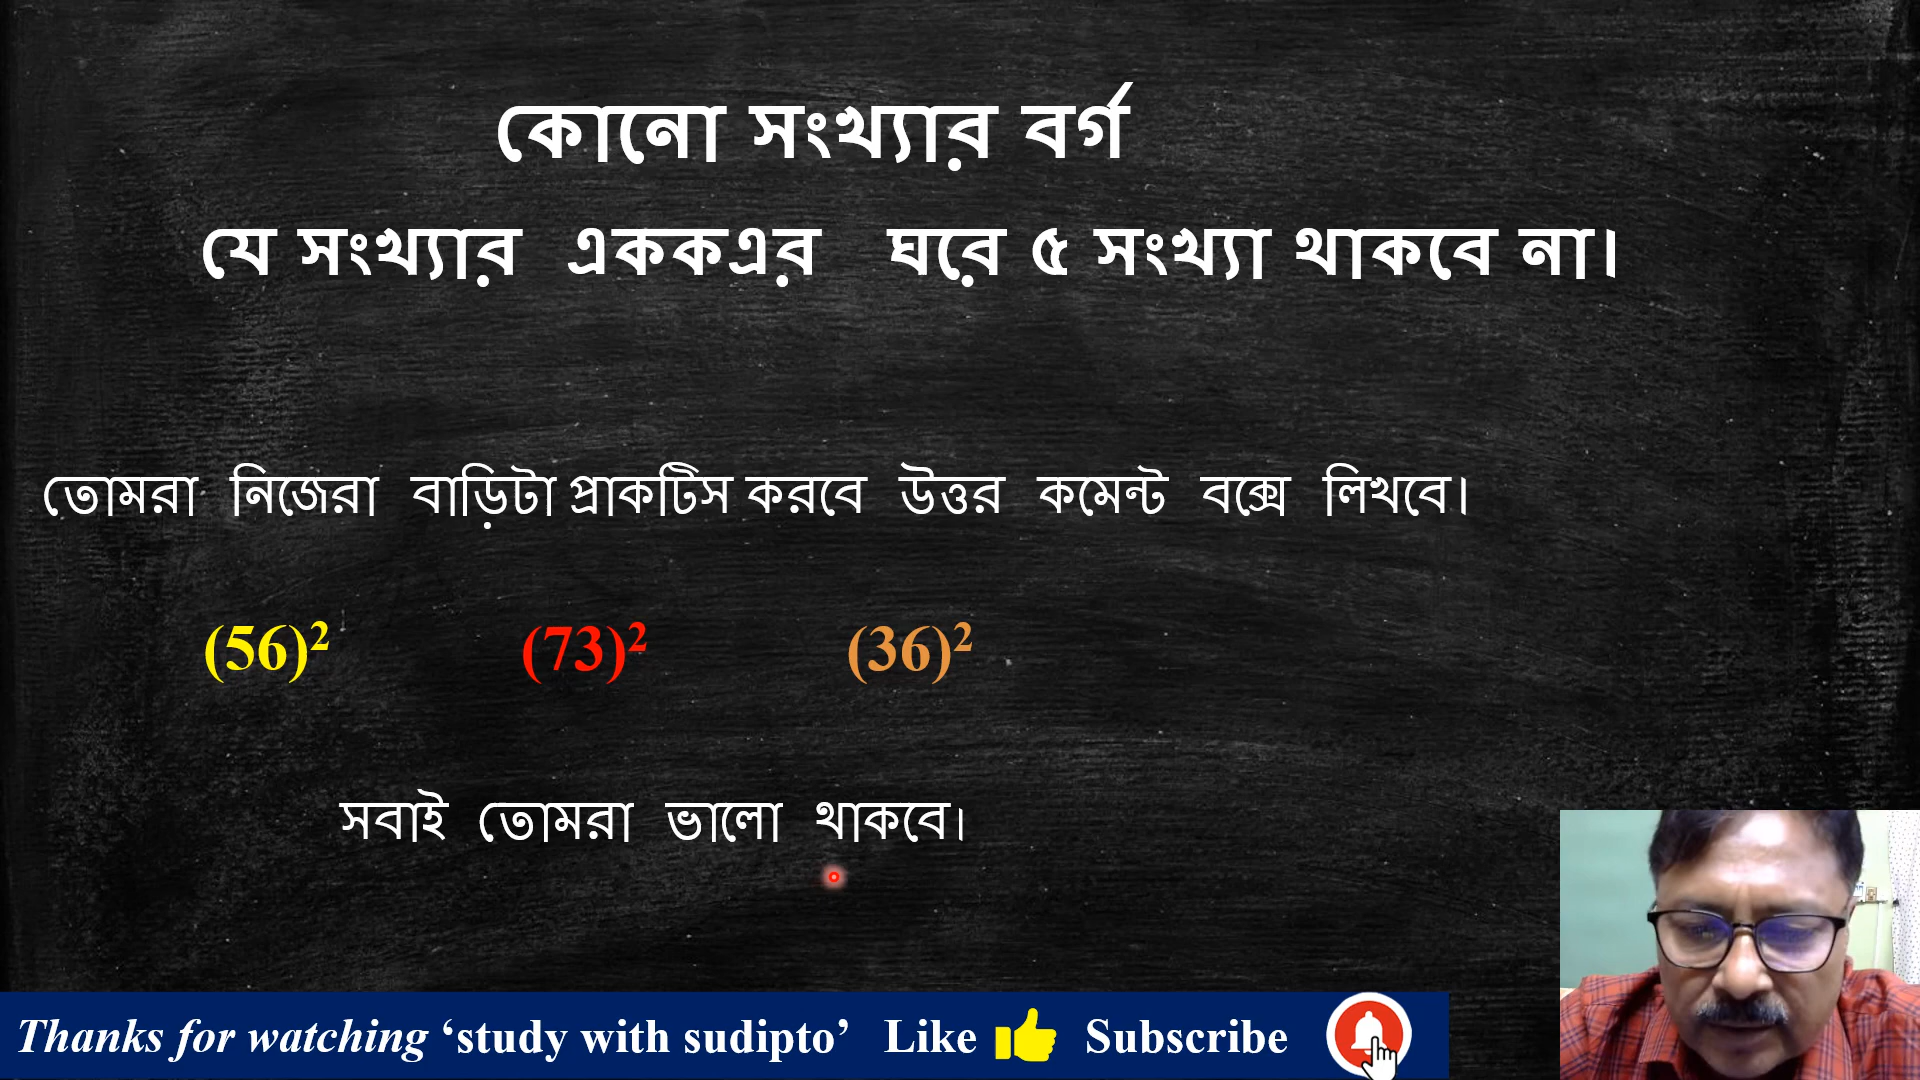 কোনো সংখ্যার বর্গ
যে সংখ্যার এককএর ঘরে ৫ সংখ্যা থাকবে না।
তোমরা নিজেরা বাড়িটা প্রাকটিস করবে উত্তর কমেন্ট বক্সে লিখবে।
(56)² (73)² (36)²
সবাই তোমরা ভালো থাকবে।
Thanks for watching ‘study with sudipto’ Like Subscribe